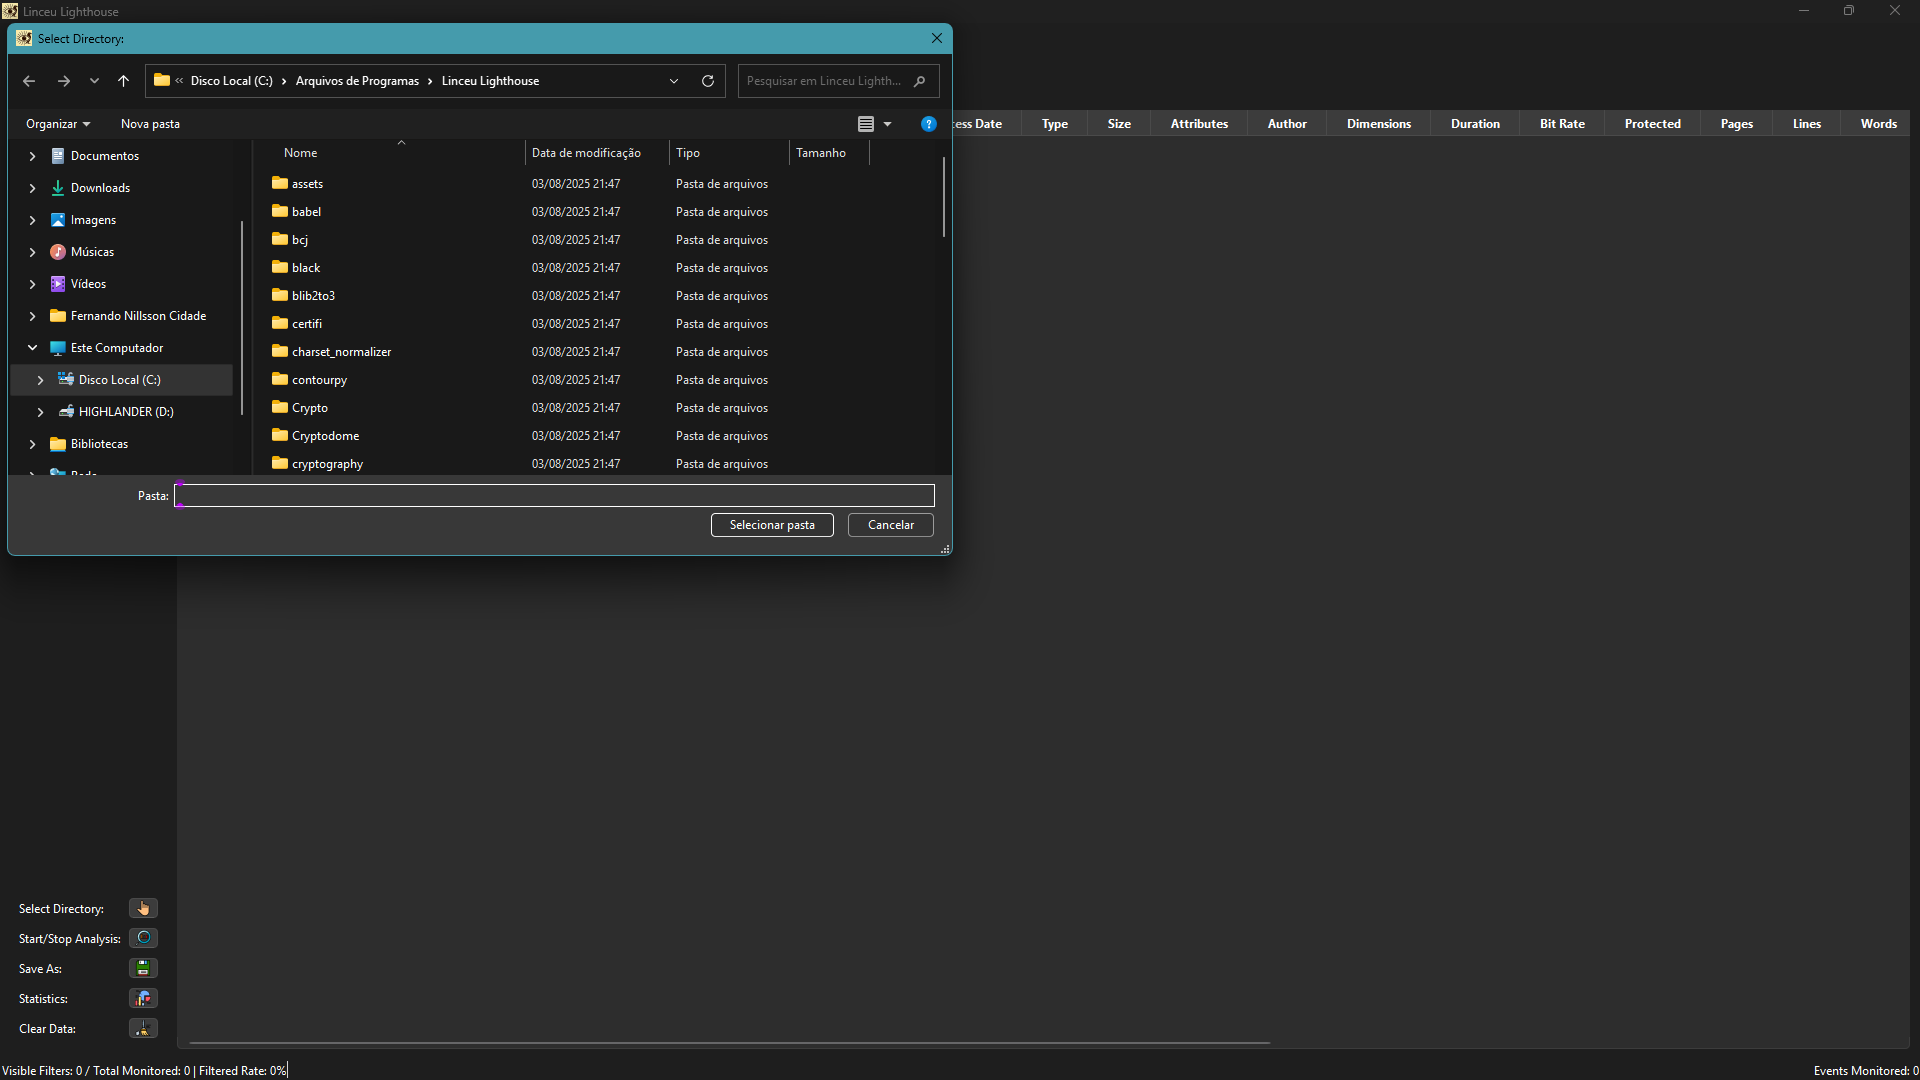 Linceu Lighthouse
Select Directory:
« Disco Local (C:) › Arquivos de Programas › Linceu Lighthouse
Pesquisar em Linceu Lighth...
Organizar
Nova pasta
Documentos
Downloads
Imagens
Músicas
Vídeos
Fernando Nillsson Cidade
Este Computador
Disco Local (C:)
HIGHLANDER (D:)
Bibliotecas
Nome Data de modificação Tipo Tamanho
assets 03/08/2025 21:47 Pasta de arquivos
babel 03/08/2025 21:47 Pasta de arquivos
bcj 03/08/2025 21:47 Pasta de arquivos
black 03/08/2025 21:47 Pasta de arquivos
blib2to3 03/08/2025 21:47 Pasta de arquivos
certifi 03/08/2025 21:47 Pasta de arquivos
charset_normalizer 03/08/2025 21:47 Pasta de arquivos
contourpy 03/08/2025 21:47 Pasta de arquivos
Crypto 03/08/2025 21:47 Pasta de arquivos
Cryptodome 03/08/2025 21:47 Pasta de arquivos
cryptography 03/08/2025 21:47 Pasta de arquivos
Pasta:
Selecionar pasta Cancelar
cess Date Type Size Attributes Author Dimensions Duration Bit Rate Protected Pages Lines Words
Select Directory:
Start/Stop Analysis:
Save As:
Statistics:
Clear Data:
Visible Filters: 0 / Total Monitored: 0 | Filtered Rate: 0%
Events Monitored: 0